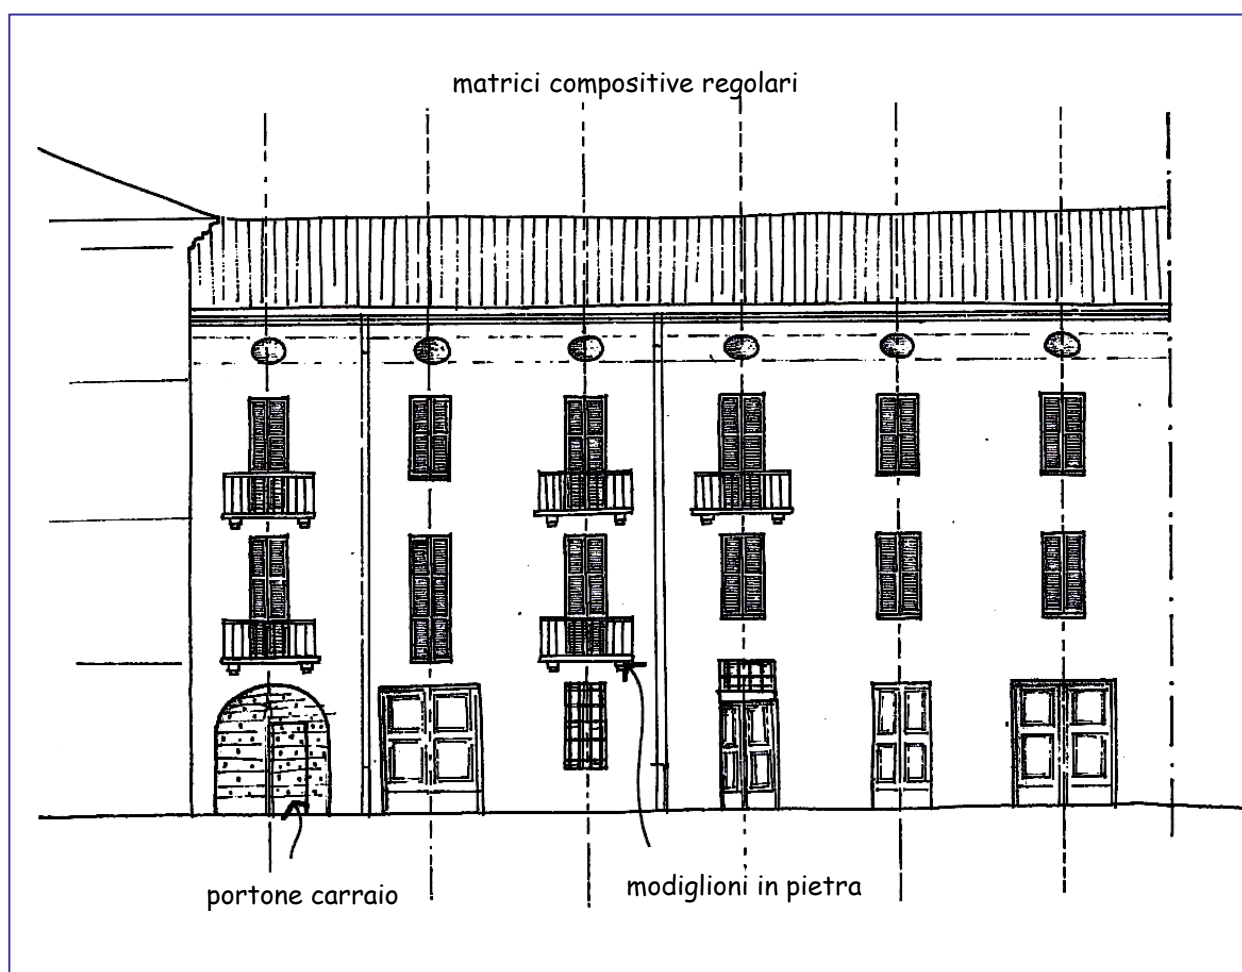 matrici compositive regolari
portone carraio
modiglioni in pietra